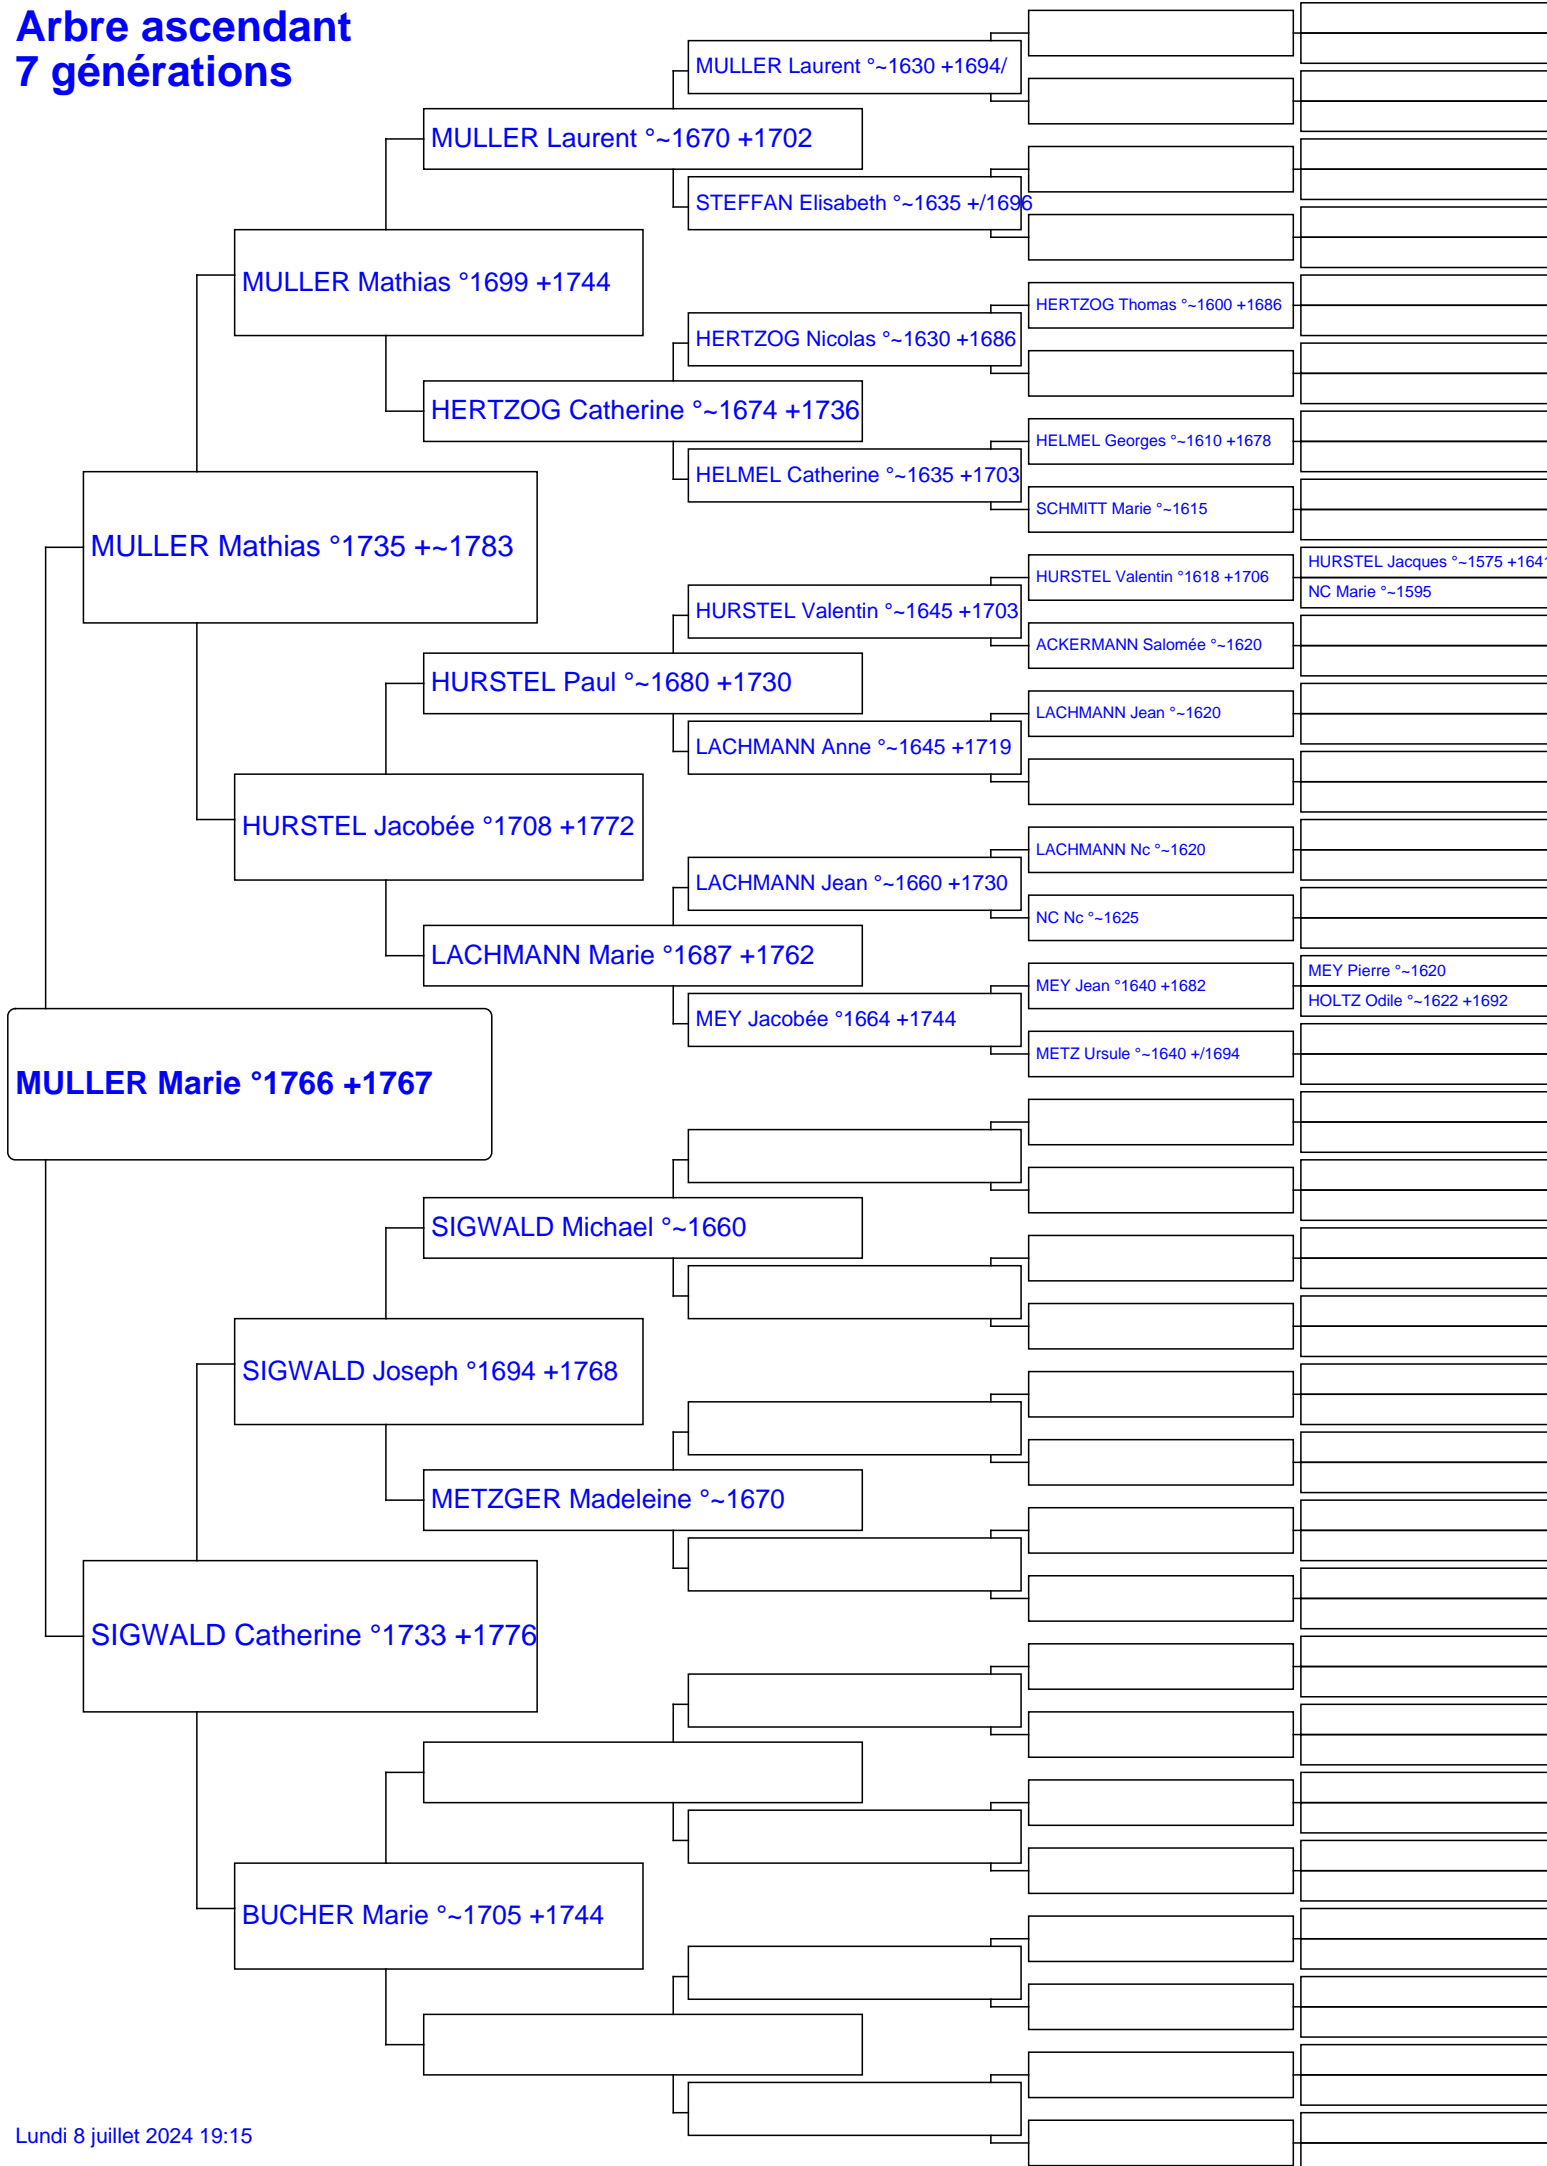 Arbre ascendant
7 générations
MULLER Laurent °~1630 +1694/
MULLER Laurent °~1670 +1702
STEFFAN Elisabeth °~1635 +/1696
MULLER Mathias °1699 +1744
HERTZOG Thomas °~1600 +1686
HERTZOG Nicolas °~1630 +1686
HERTZOG Catherine °~1674 +1736
HELMEL Georges °~1610 +1678
HELMEL Catherine °~1635 +1703
SCHMITT Marie °~1615
MULLER Mathias °1735 +~1783
HURSTEL Jacques °~1575 +1641
HURSTEL Valentin °1618 +1706
NC Marie °~1595
HURSTEL Valentin °~1645 +1703
ACKERMANN Salomée °~1620
HURSTEL Paul °~1680 +1730
LACHMANN Jean °~1620
LACHMANN Anne °~1645 +1719
HURSTEL Jacobée °1708 +1772
LACHMANN Nc °~1620
LACHMANN Jean °~1660 +1730
NC Nc °~1625
LACHMANN Marie °1687 +1762
MEY Pierre °~1620
MEY Jean °1640 +1682
HOLTZ Odile °~1622 +1692
MEY Jacobée °1664 +1744
METZ Ursule °~1640 +/1694
MULLER Marie °1766 +1767
SIGWALD Michael °~1660
SIGWALD Joseph °1694 +1768
METZGER Madeleine °~1670
SIGWALD Catherine °1733 +1776
BUCHER Marie °~1705 +1744
Lundi 8 juillet 2024 19:15